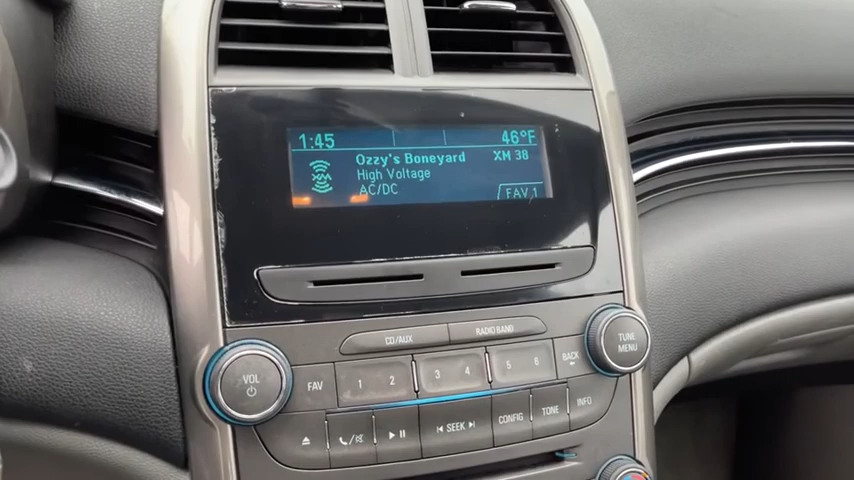 1:45 46°F
Ozzy's Boneyard XM 38
XM High Voltage
AC/DC FAV 1
CD/AUX RADIO BAND
VOL FAV 1 2 3 4 5 6 BACK TUNE MENU
SEEK CONFIG TONE INFO